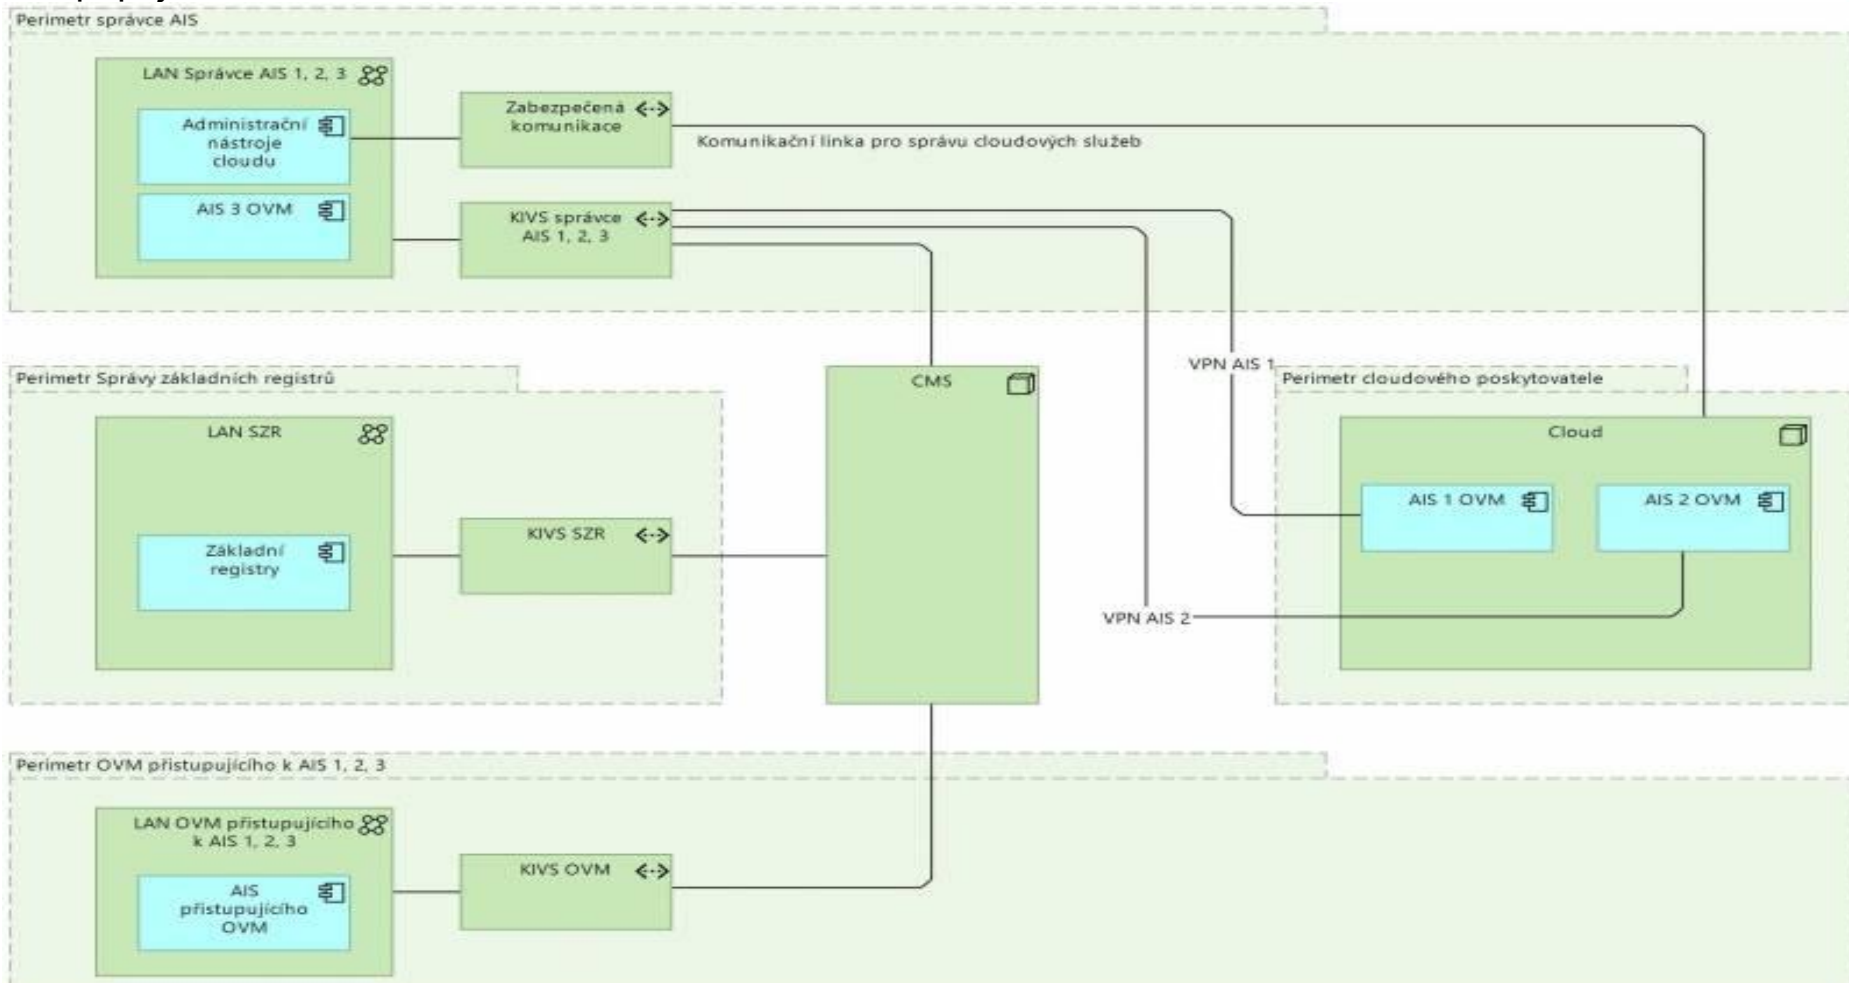 Perimetr správce AIS
LAN Správce AIS 1, 2, 3
Administrační
nástroje
cloudu
AIS 3 OVM
Zabezpečená
komunikace
Komunikační linka pro správu cloudových služeb
KIVS správce
AIS 1, 2, 3
VPN AIS 1
Perimetr Správy základních registrů
LAN SZR
Základní
registry
KIVS SZR
CMS
Perimetr cloudového poskytovatele
Cloud
AIS 1 OVM
AIS 2 OVM
VPN AIS 2
Perimetr OVM přistupujícího k AIS 1, 2, 3
LAN OVM přistupujícího
k AIS 1, 2, 3
AIS
přistupujícího
OVM
KIVS OVM